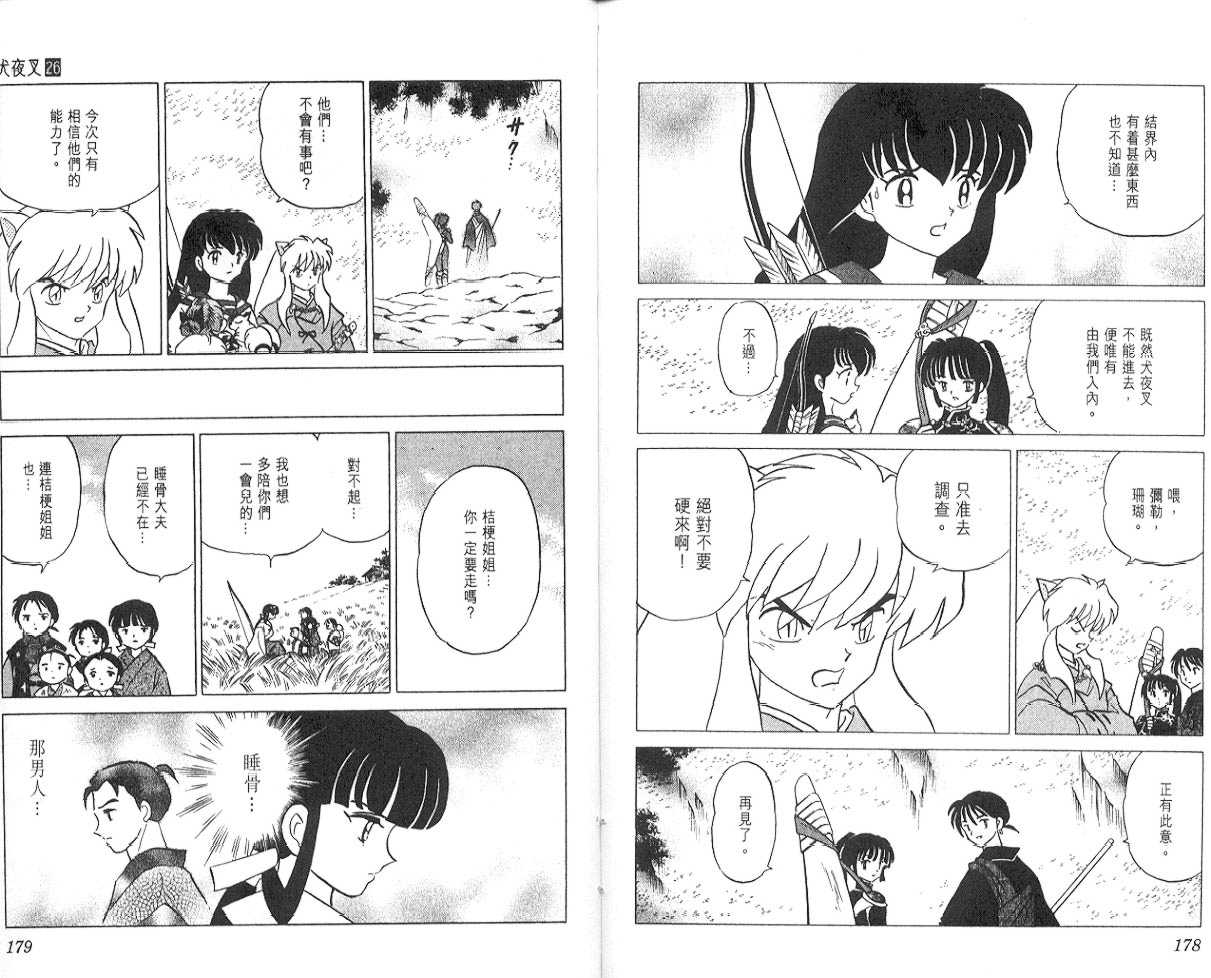 結界內
有着甚麼東西
也不知道…
既然犬夜叉
不能進去，
便唯有
由我們入內。
不過…
喂，
彌勒，
珊瑚。
只准去
調查。
絕對不要
硬來啊！
正有此意。
再見了。
178
犬夜叉 26
サク…
他們…
不會有事吧？
今次只有
相信他們的
能力了。
桔梗姐姐…
你一定要走嗎？
對不起…
我也想
多陪你們
一會兒的…
睡骨大夫
已經不在…
連桔梗姐姐
也…
睡骨…
那男人…
179